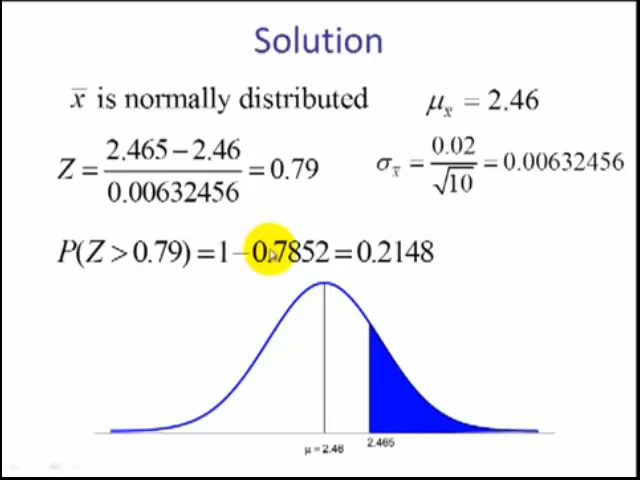 Solution
x̄ is normally distributed
μ_x̄ = 2.46
Z = (2.465 − 2.46) / 0.00632456 = 0.79
σ_x̄ = 0.02 / √10 = 0.00632456
P(Z > 0.79) = 1 − 0.7852 = 0.2148
μ = 2.46
2.465